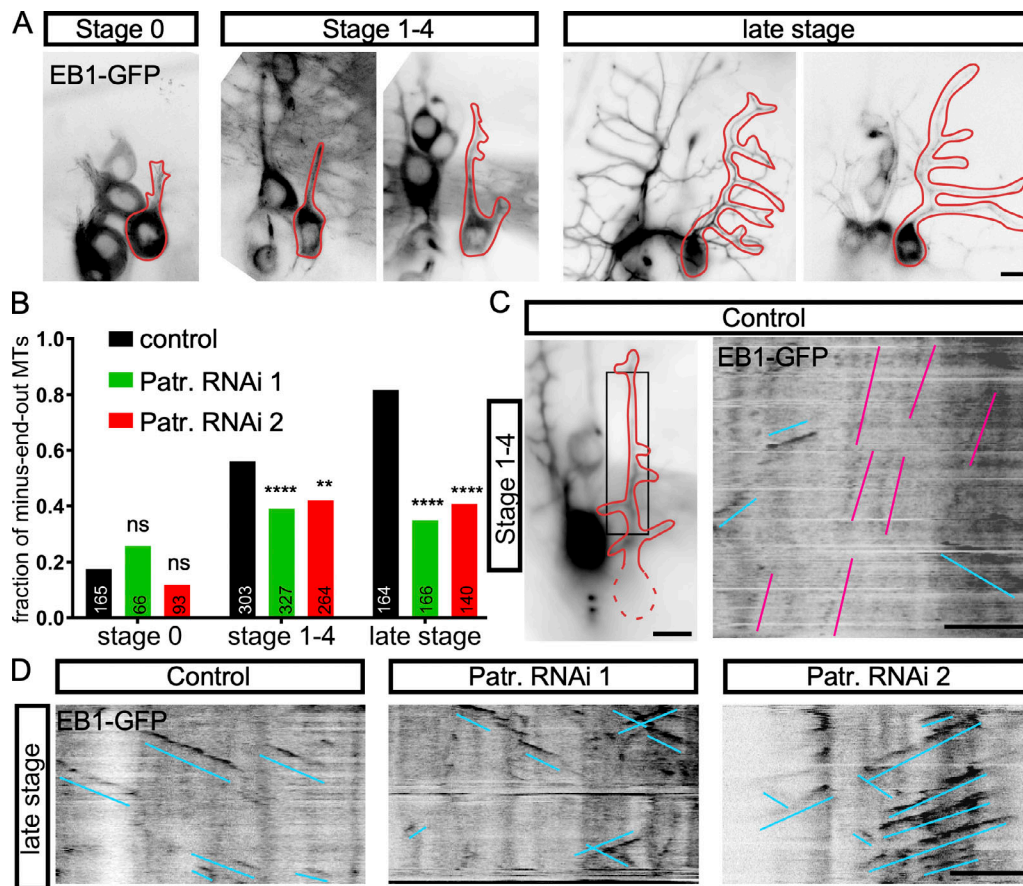 A
Stage 0
Stage 1-4
late stage
EB1-GFP
B
fraction of minus-end-out MTs
1.0
0.8
0.6
0.4
0.2
0.0
control
Patr. RNAi 1
Patr. RNAi 2
ns
ns
****
**
****
****
165
66
93
303
327
264
164
166
140
stage 0
stage 1-4
late stage
C
Control
Stage 1-4
EB1-GFP
D
Control
Patr. RNAi 1
Patr. RNAi 2
late stage
EB1-GFP